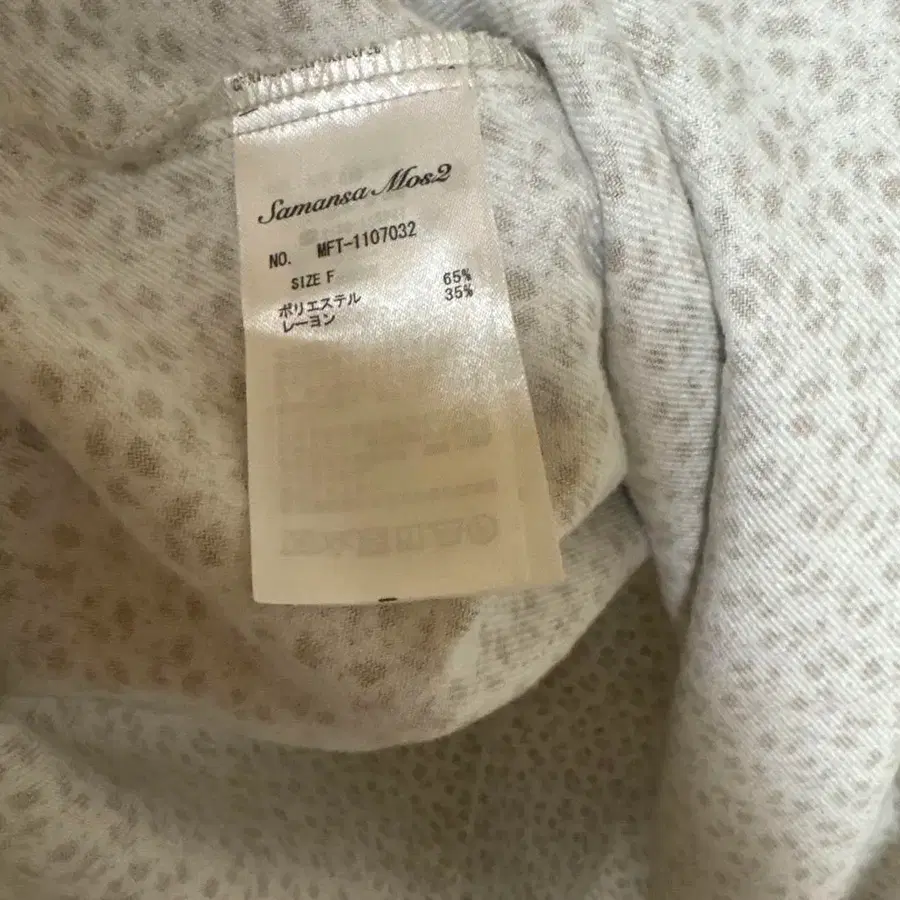 Samansa Mos2
NO. MFT-1107032
SIZE F
ポリエステル 65%
レーヨン 35%